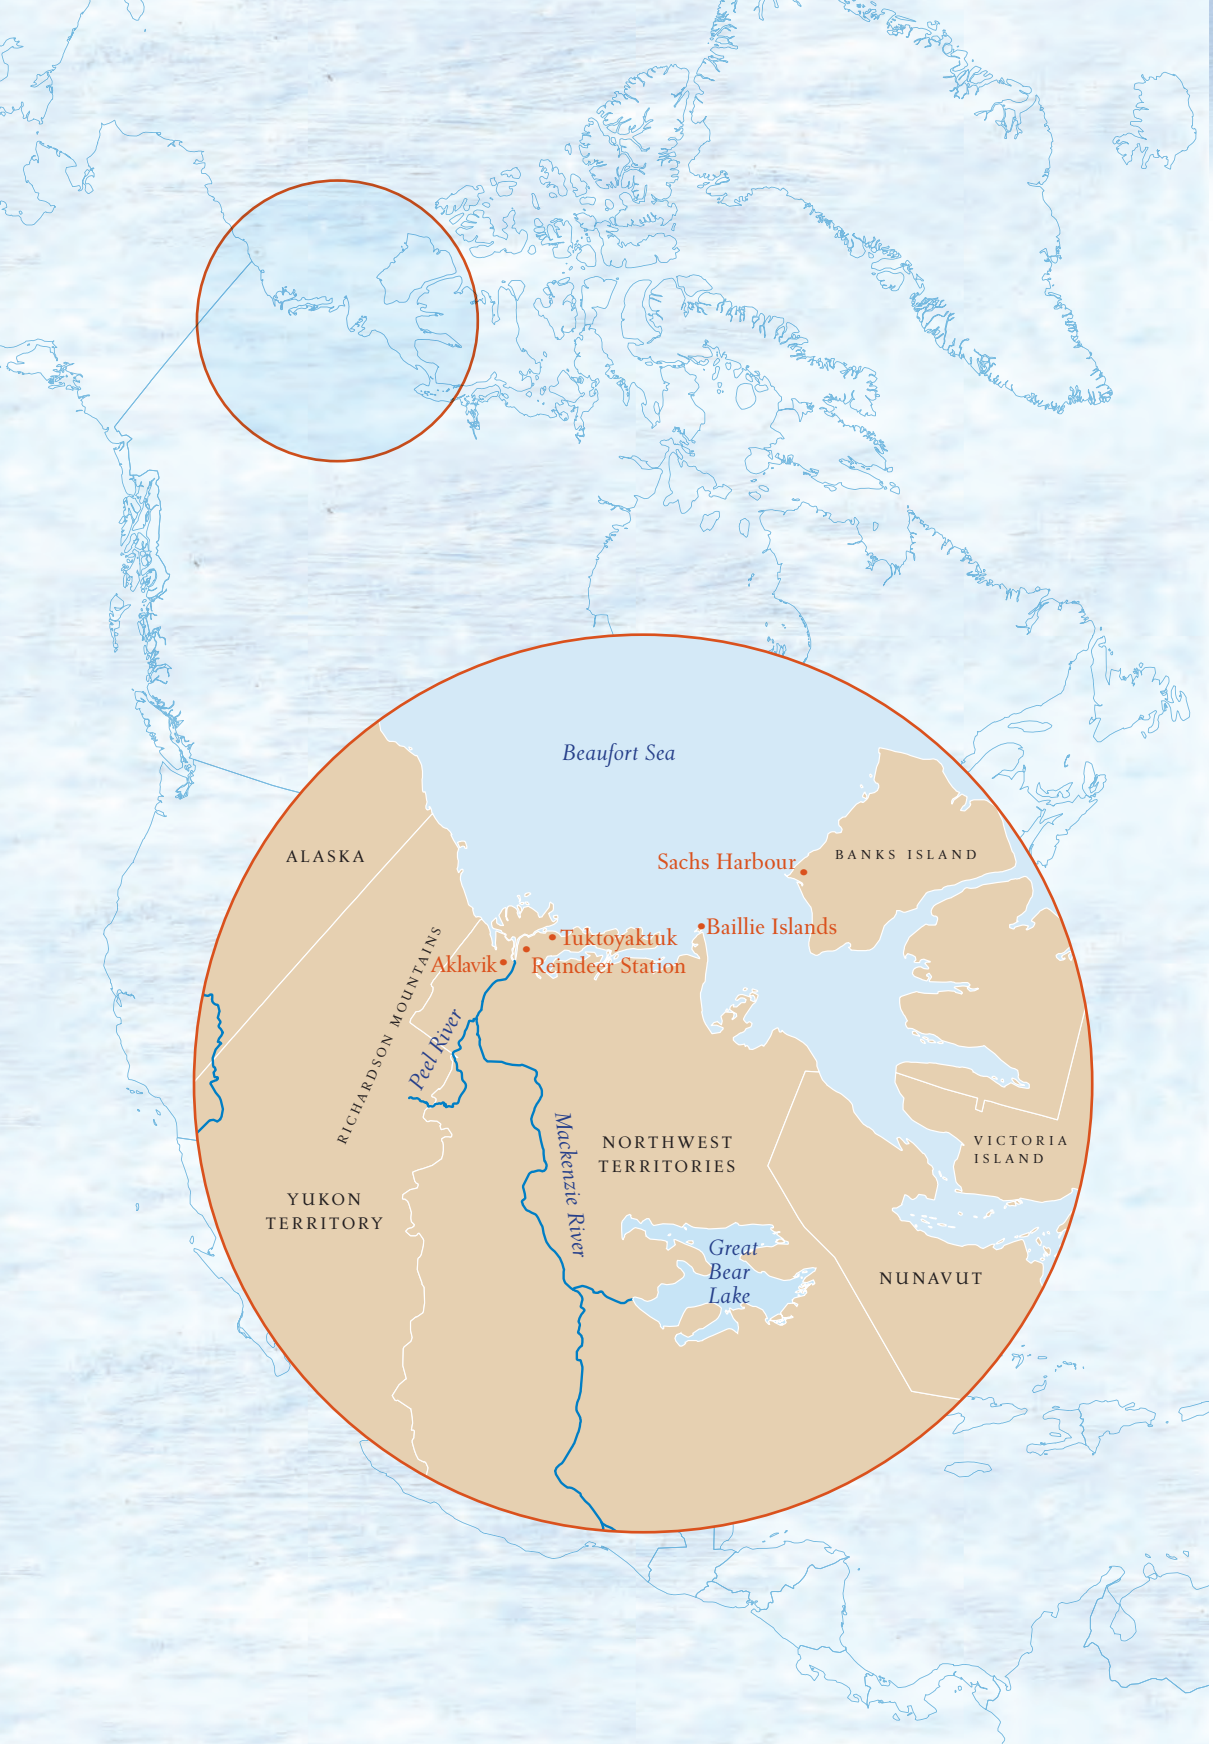 Beaufort Sea
ALASKA
Sachs Harbour
BANKS ISLAND
Baillie Islands
Tuktoyaktuk
Aklavik
Reindeer Station
RICHARDSON MOUNTAINS
Peel River
Mackenzie River
NORTHWEST
TERRITORIES
VICTORIA
ISLAND
YUKON
TERRITORY
Great
Bear
Lake
NUNAVUT